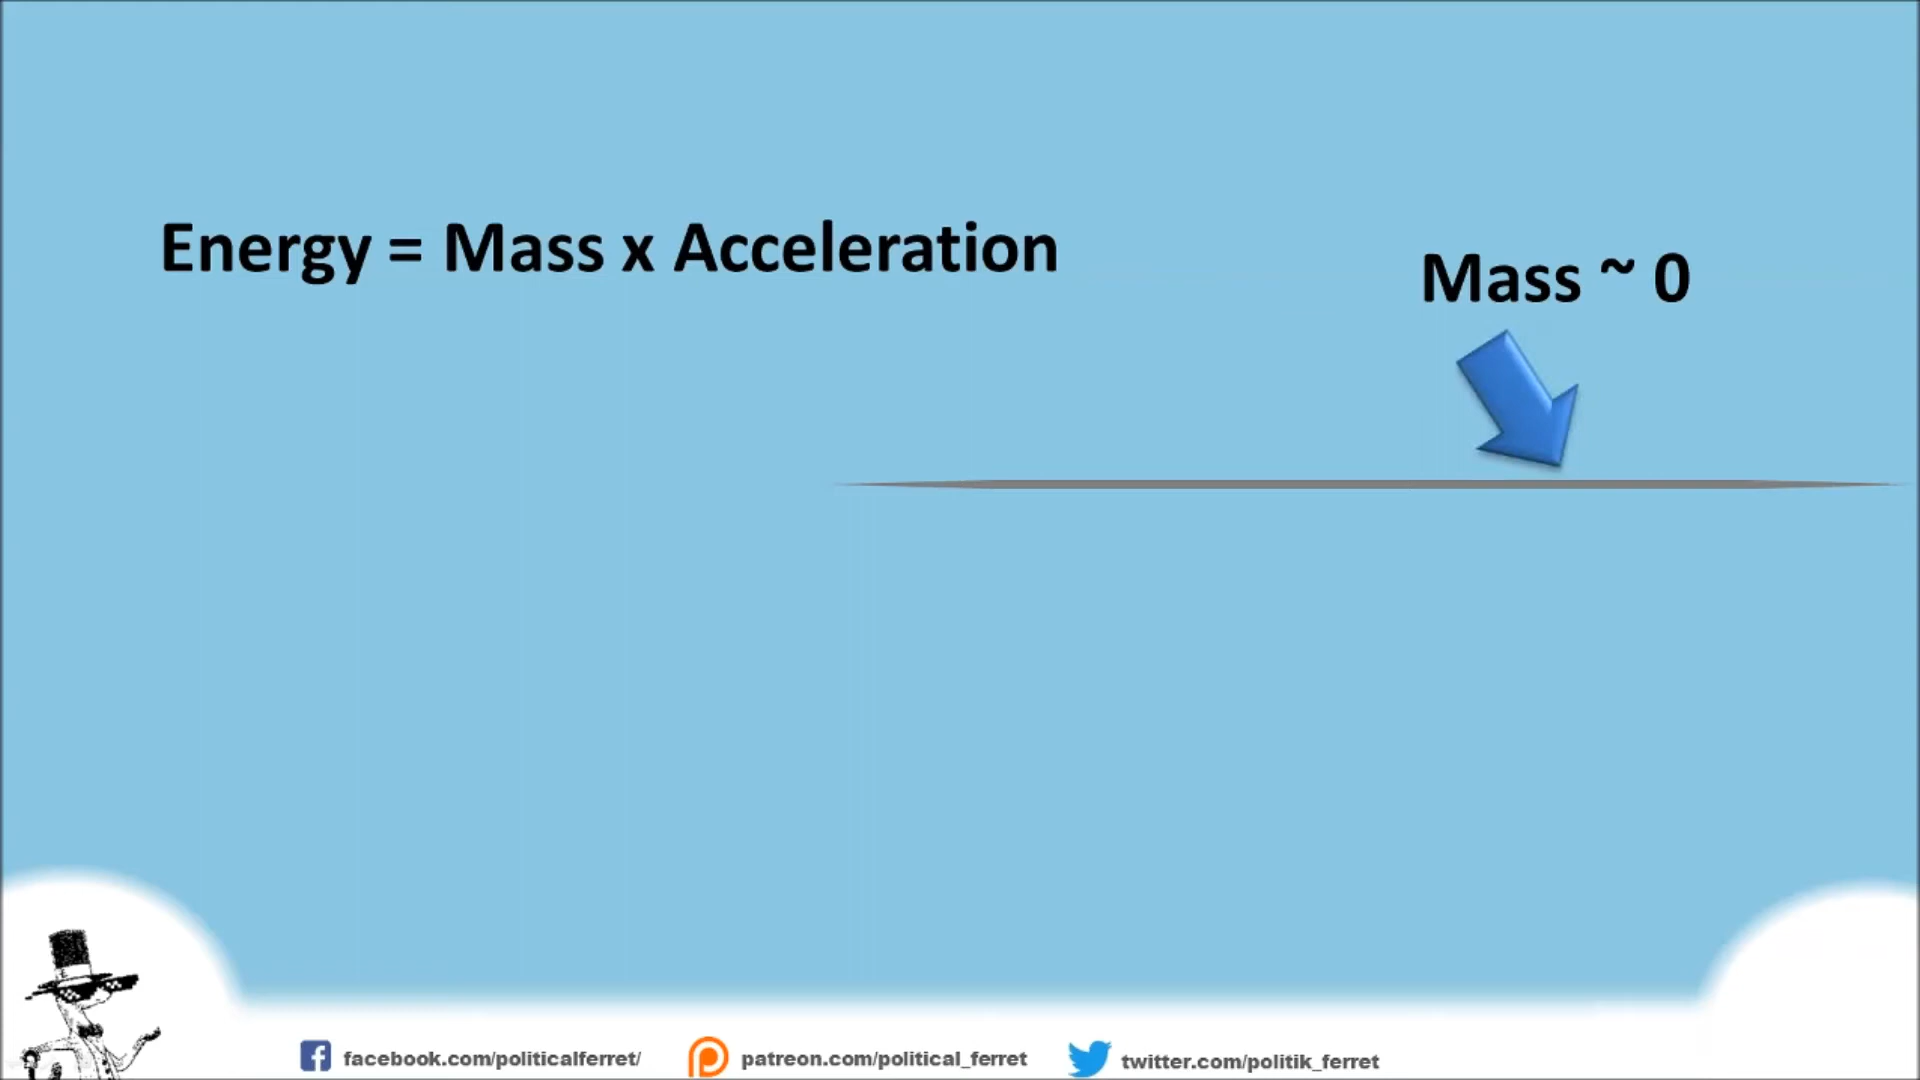 Energy = Mass x Acceleration
Mass ~ 0
facebook.com/politicalferret/
patreon.com/political_ferret
twitter.com/politik_ferret